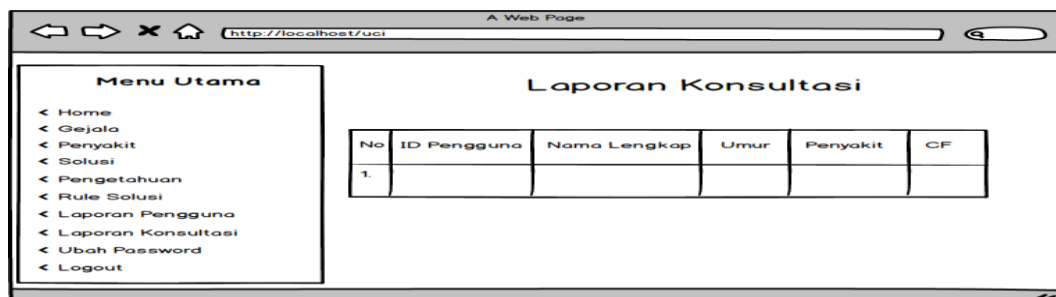 A Web Page
http://localhost/uci
Menu Utama
< Home
< Gejala
< Penyakit
< Solusi
< Pengetahuan
< Rule Solusi
< Laporan Pengguna
< Laporan Konsultasi
< Ubah Password
< Logout
Laporan Konsultasi
No ID Pengguna Nama Lengkap Umur Penyakit CF
1.